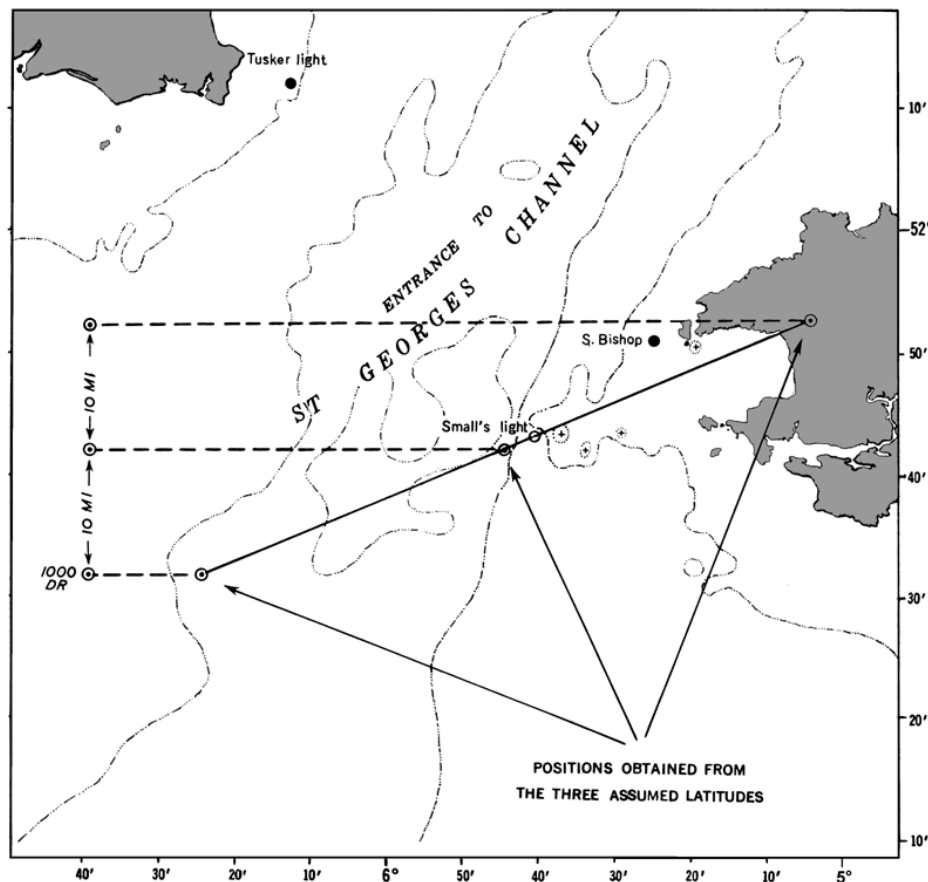 Tusker light
10'
ENTRANCE TO
ST GEORGES CHANNEL
52°
S. Bishop
50'
10 MI
Small's light
40'
10 MI
1000
DR
30'
20'
POSITIONS OBTAINED FROM
THE THREE ASSUMED LATITUDES
10'
40' 30' 20' 10' 6° 50' 40' 30' 20' 10' 5°